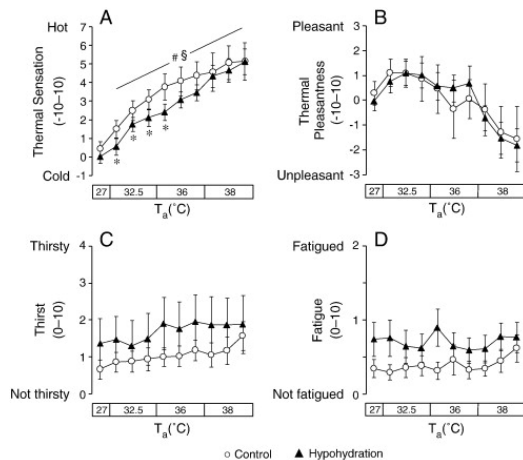 A
Hot
7
6
5
4
3
2
1
0
-1
Cold
Thermal Sensation
(-10–10)
# §
*
*
*
*
27
32.5
36
38
Ta(˚C)
B
Pleasant
3
2
1
0
-1
-2
-3
Unpleasant
Thermal
Pleasantness
(-10–10)
27
32.5
36
38
Ta(˚C)
C
Thirsty
4
3
2
1
0
Not thirsty
Thirst
(0–10)
27
32.5
36
38
Ta(˚C)
D
Fatigued
2
1
0
Not fatigued
Fatigue
(0–10)
27
32.5
36
38
Ta(˚C)
Control
Hypohydration